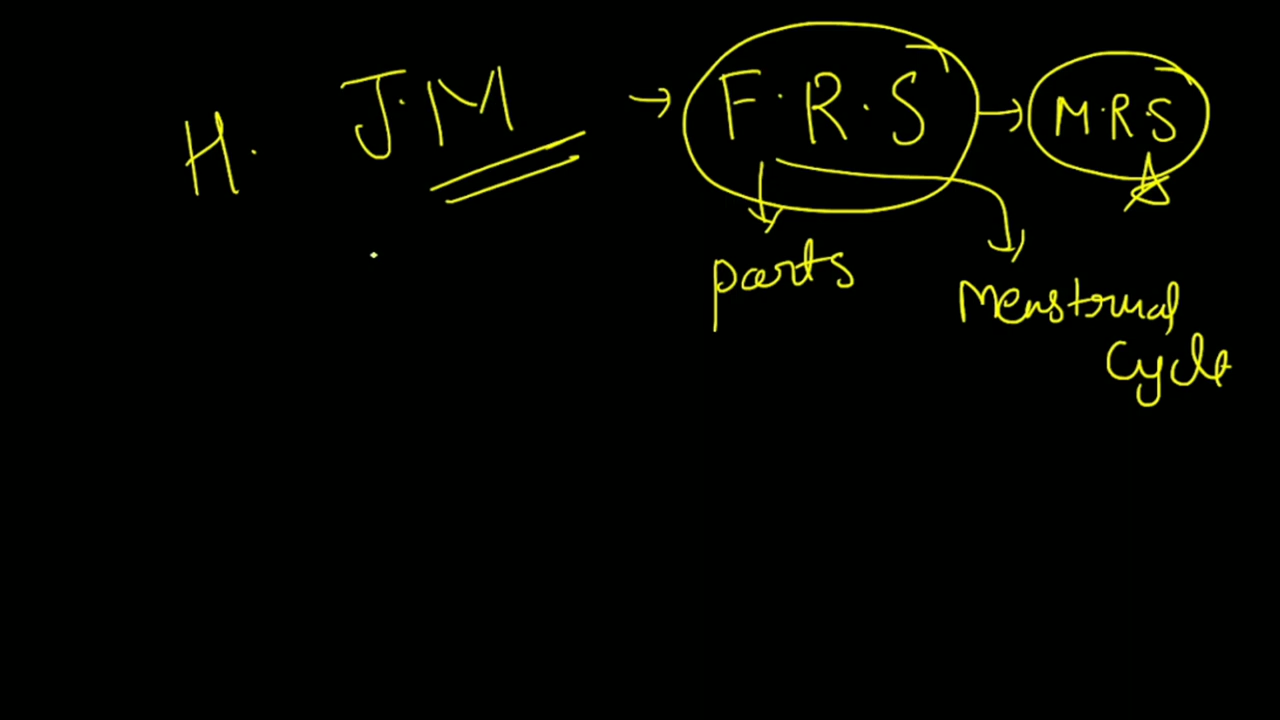 H. J.M → F.R.S → M.R.S
parts
Menstrual
Cycle